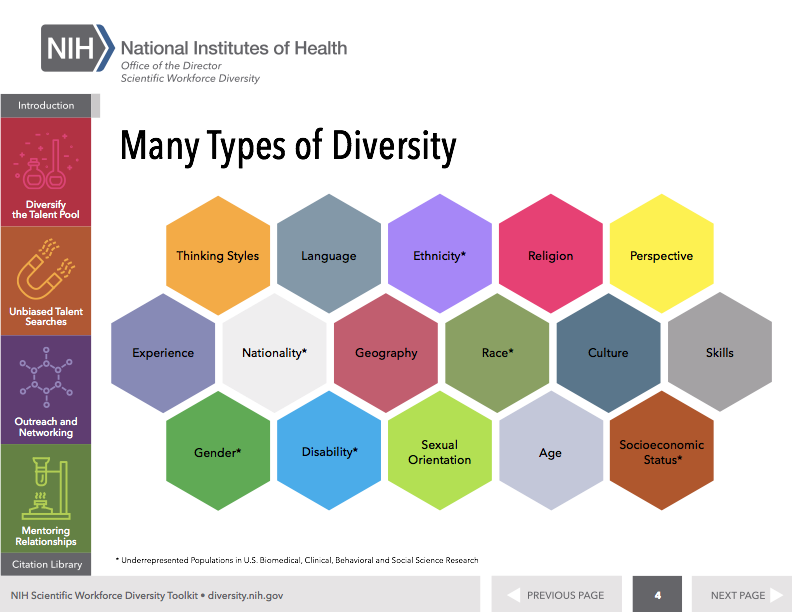 NIH
National Institutes of Health
Office of the Director
Scientific Workforce Diversity
Introduction
Diversify
the Talent Pool
Unbiased Talent
Searches
Outreach and
Networking
Mentoring
Relationships
Citation Library
Many Types of Diversity
Thinking Styles
Language
Ethnicity*
Religion
Perspective
Experience
Nationality*
Geography
Race*
Culture
Skills
Gender*
Disability*
Sexual
Orientation
Age
Socioeconomic
Status*
* Underrepresented Populations in U.S. Biomedical, Clinical, Behavioral and Social Science Research
NIH Scientific Workforce Diversity Toolkit • diversity.nih.gov
PREVIOUS PAGE
4
NEXT PAGE